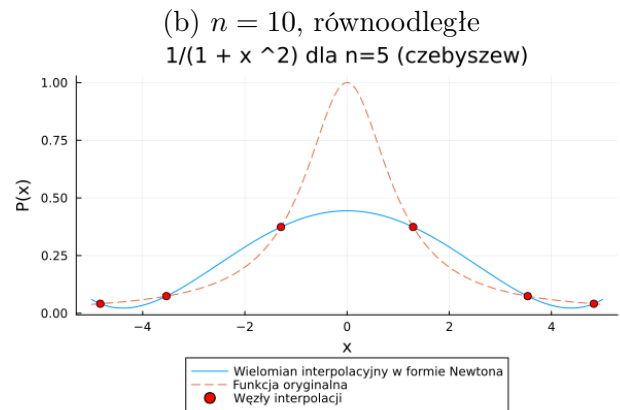 (b) n = 10, równoodległe
1/(1 + x ^2) dla n=5 (czebyszew)
1.00
0.75
0.50
0.25
0.00
P(x)
−4 −2 0 2 4
x
Wielomian interpolacyjny w formie Newtona
Funkcja oryginalna
Węzły interpolacji